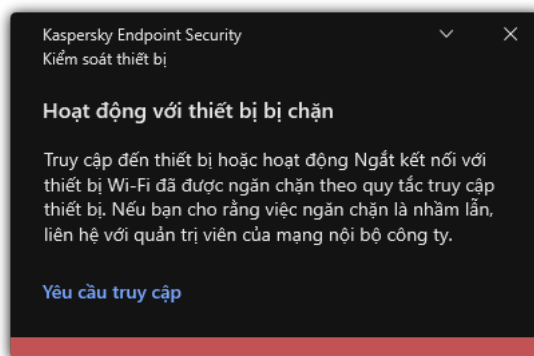 Kaspersky Endpoint Security
Kiểm soát thiết bị
Hoạt động với thiết bị bị chặn
Truy cập đến thiết bị hoặc hoạt động Ngắt kết nối với
thiết bị Wi-Fi đã được ngăn chặn theo quy tắc truy cập
thiết bị. Nếu bạn cho rằng việc ngăn chặn là nhầm lẫn,
liên hệ với quản trị viên của mạng nội bộ công ty.
Yêu cầu truy cập